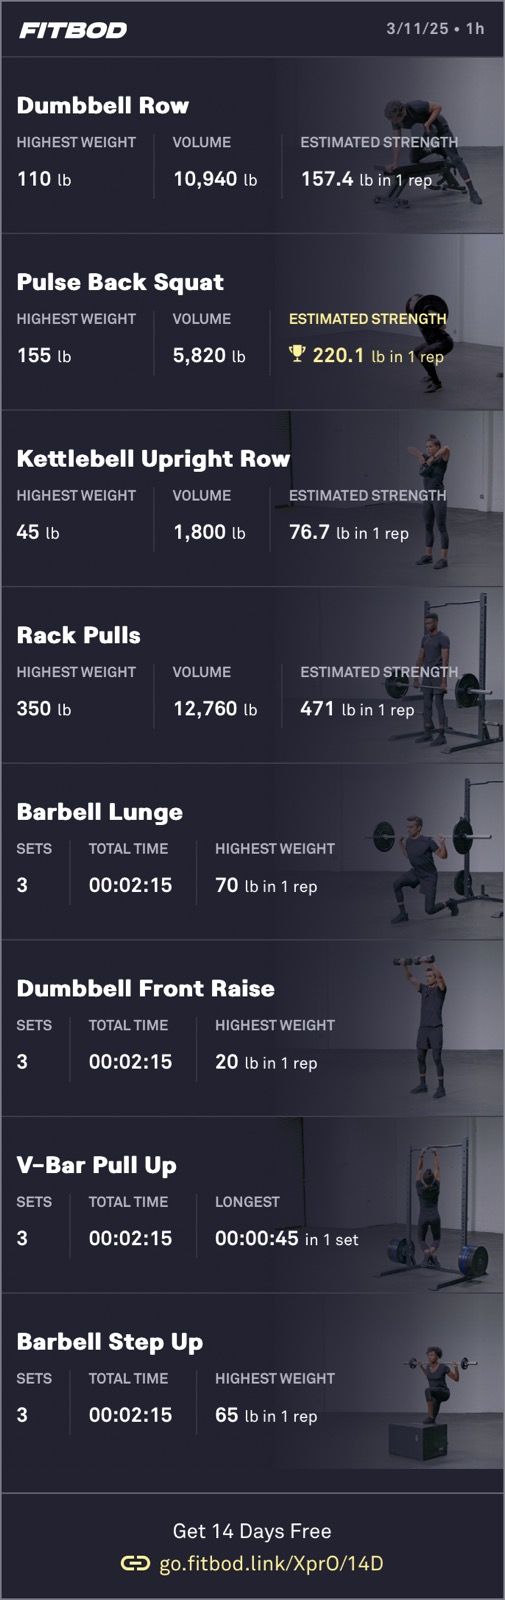 FITBOD
3/11/25 • 1h
Dumbbell Row
HIGHEST WEIGHT VOLUME ESTIMATED STRENGTH
110 lb 10,940 lb 157.4 lb in 1 rep
Pulse Back Squat
HIGHEST WEIGHT VOLUME ESTIMATED STRENGTH
155 lb 5,820 lb 220.1 lb in 1 rep
Kettlebell Upright Row
HIGHEST WEIGHT VOLUME ESTIMATED STRENGTH
45 lb 1,800 lb 76.7 lb in 1 rep
Rack Pulls
HIGHEST WEIGHT VOLUME ESTIMATED STRENGTH
350 lb 12,760 lb 471 lb in 1 rep
Barbell Lunge
SETS TOTAL TIME HIGHEST WEIGHT
3 00:02:15 70 lb in 1 rep
Dumbbell Front Raise
SETS TOTAL TIME HIGHEST WEIGHT
3 00:02:15 20 lb in 1 rep
V-Bar Pull Up
SETS TOTAL TIME LONGEST
3 00:02:15 00:00:45 in 1 set
Barbell Step Up
SETS TOTAL TIME HIGHEST WEIGHT
3 00:02:15 65 lb in 1 rep
Get 14 Days Free
go.fitbod.link/XprO/14D